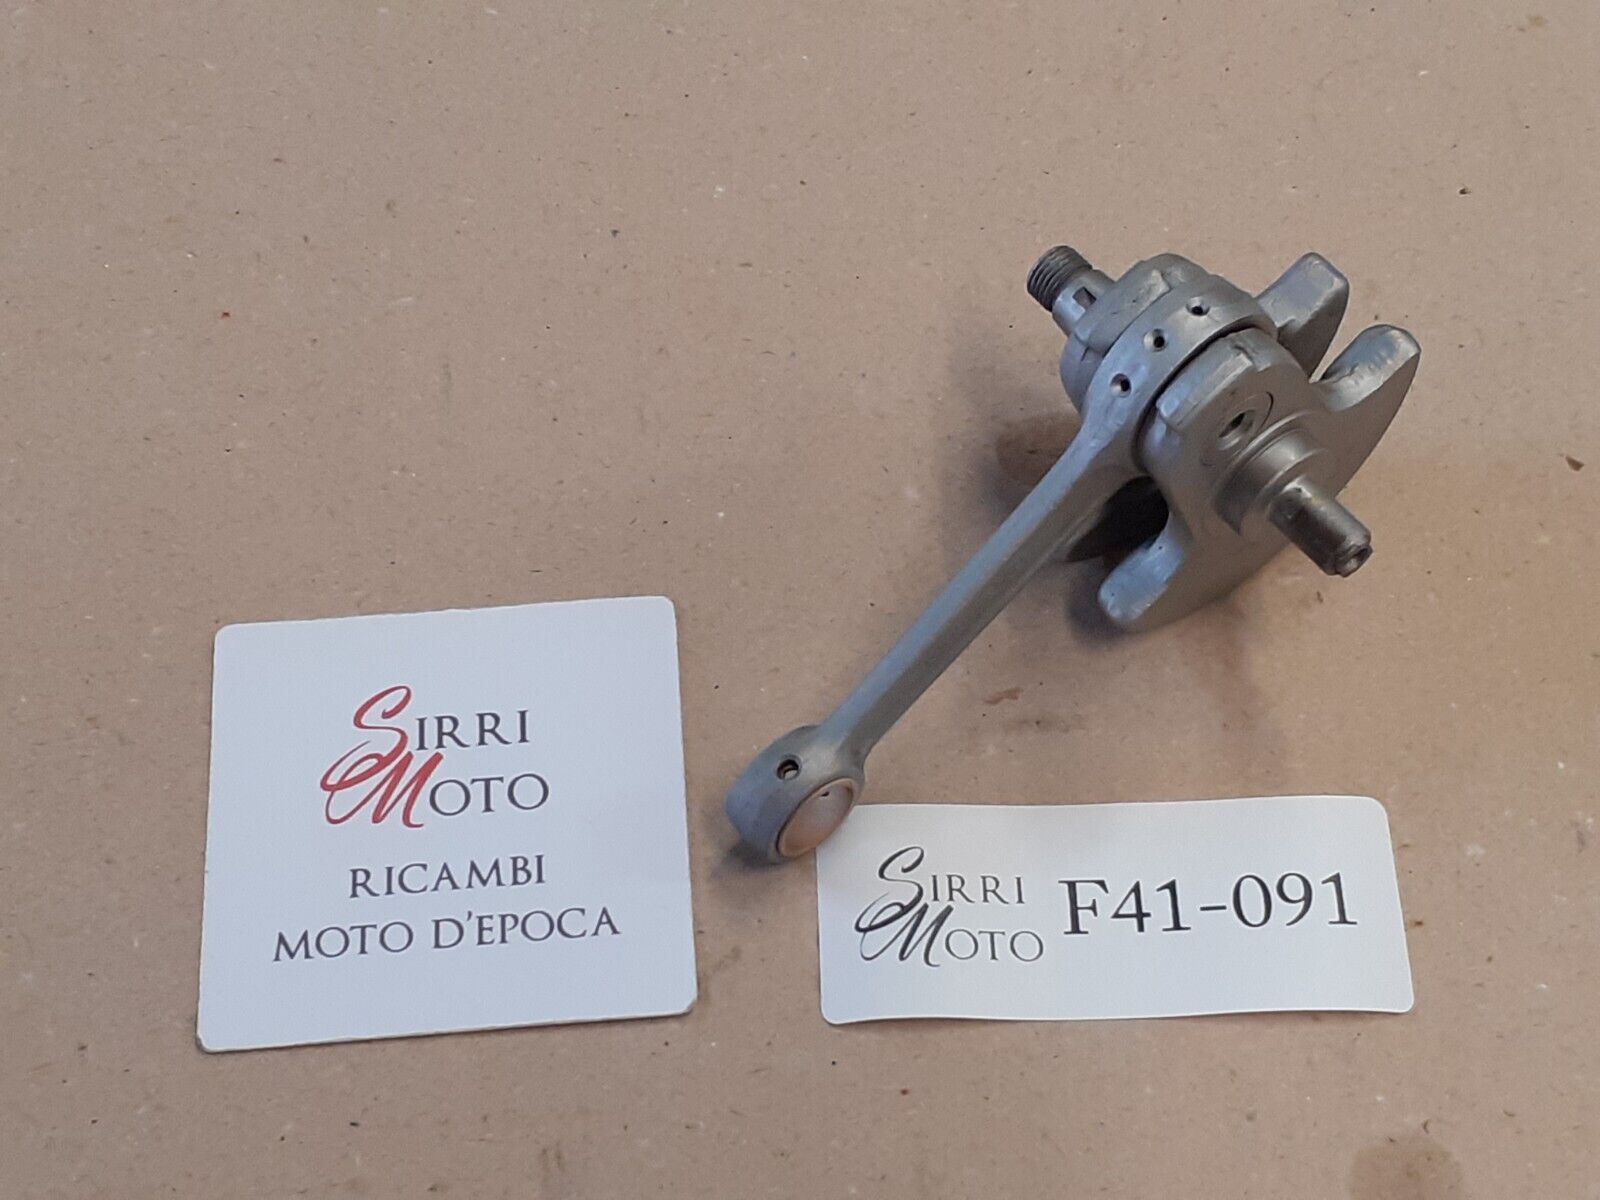 SIRRI
MOTO
RICAMBI
MOTO D'EPOCA
SIRRI
MOTO
F41-091